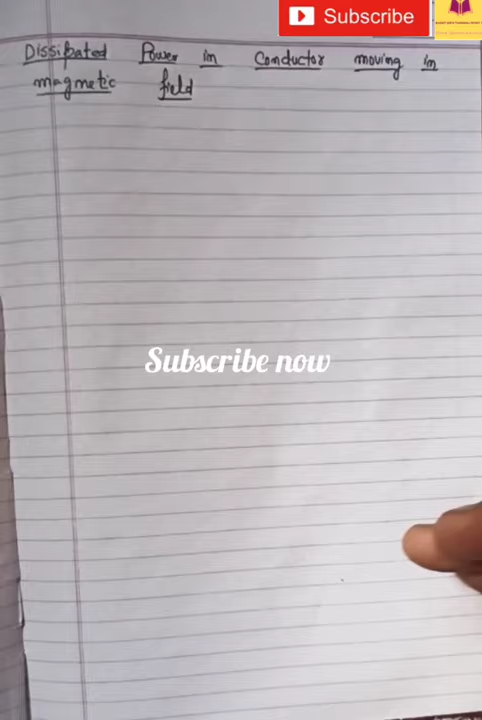 Subscribe
Dissipated Power in Conductor moving in
magnetic field
Subscribe now